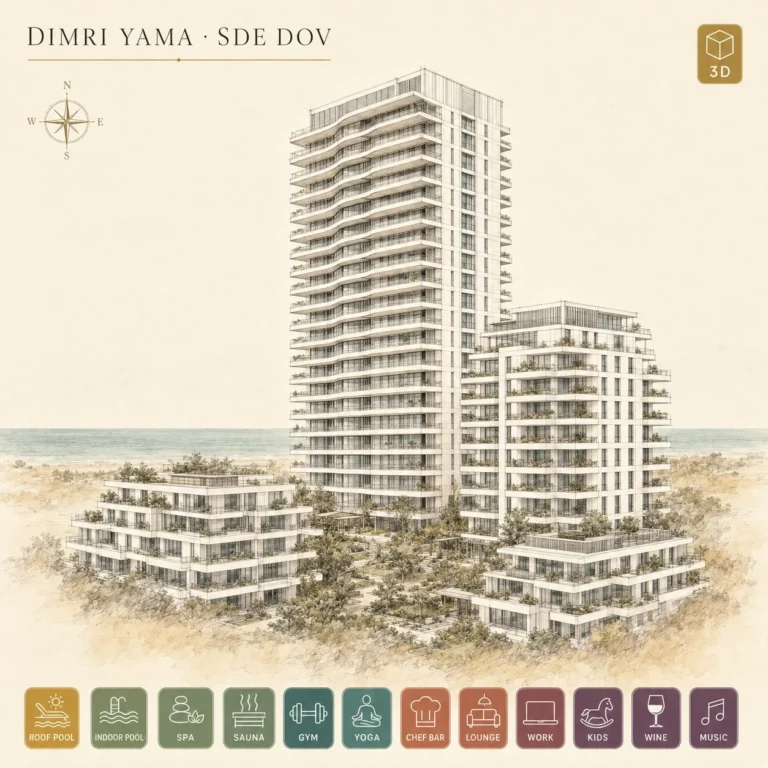 DIMRI YAMA · SDE DOV
3D
N
W E
S
ROOF POOL
INDOOR POOL
SPA
SAUNA
GYM
YOGA
CHEF BAR
LOUNGE
WORK
KIDS
WINE
MUSIC